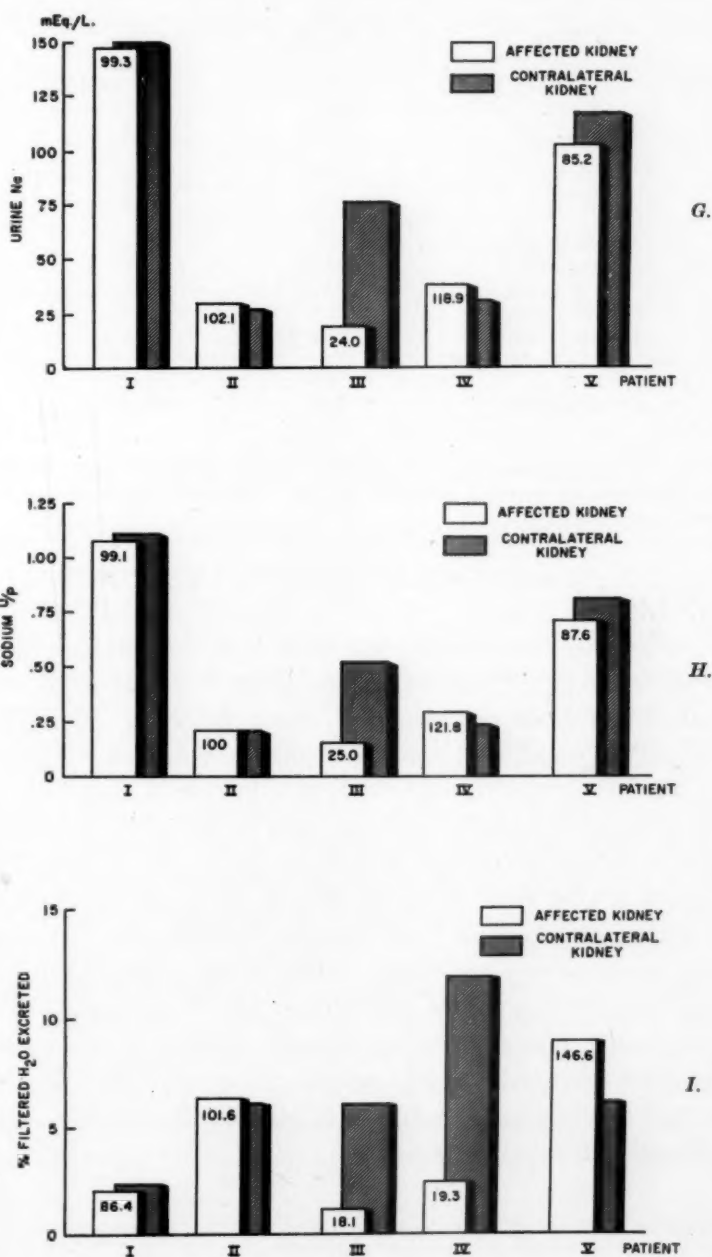 mEq./L.
150
125
100
75
50
25
0
URINE Na
AFFECTED KIDNEY
CONTRALATERAL
KIDNEY
99.3
102.1
24.0
118.9
85.2
I II III IV V PATIENT
G.
1.25
1.00
.75
.50
.25
0
SODIUM U/P
AFFECTED KIDNEY
CONTRALATERAL
KIDNEY
99.1
100
25.0
121.8
87.6
I II III IV V PATIENT
H.
15
10
5
0
% FILTERED H₂O EXCRETED
AFFECTED KIDNEY
CONTRALATERAL
KIDNEY
86.4
101.6
18.1
19.3
146.6
I II III IV V PATIENT
I.